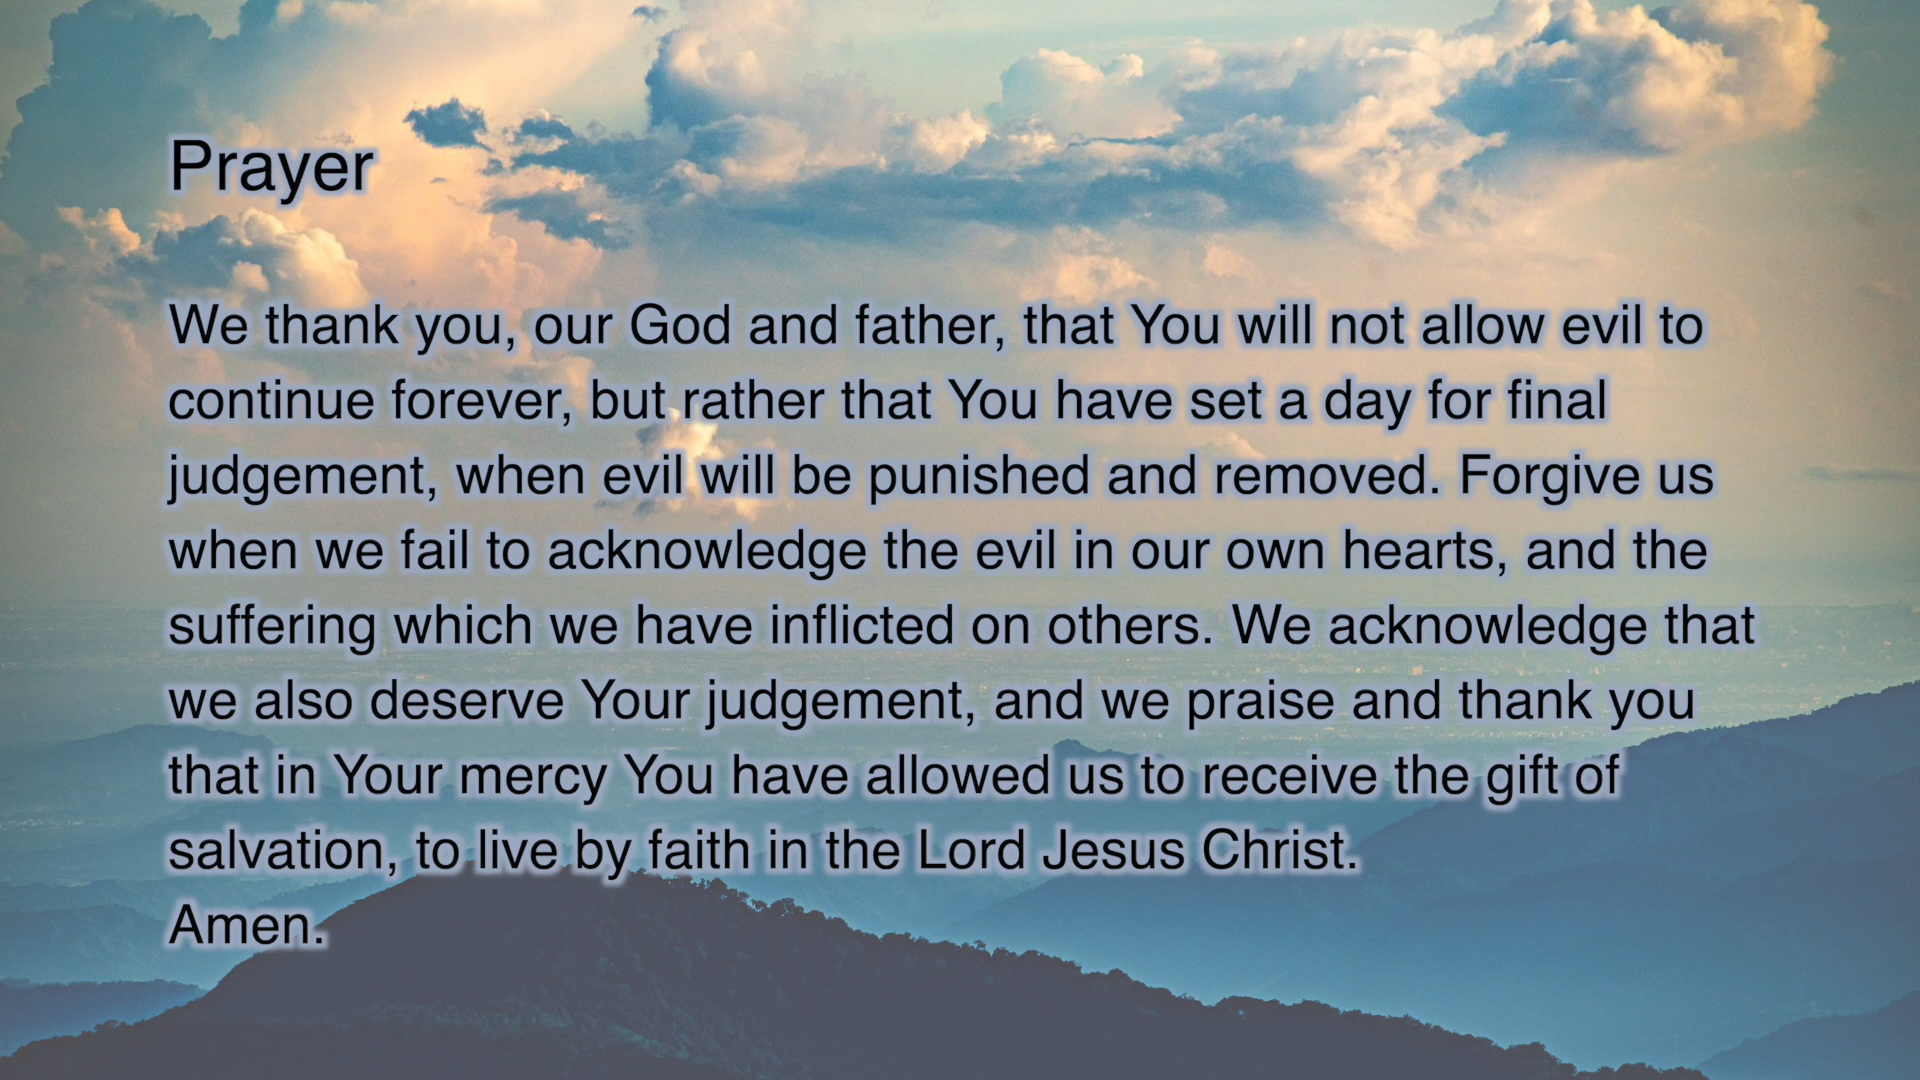 Prayer
We thank you, our God and father, that You will not allow evil to
continue forever, but rather that You have set a day for final
judgement, when evil will be punished and removed. Forgive us
when we fail to acknowledge the evil in our own hearts, and the
suffering which we have inflicted on others. We acknowledge that
we also deserve Your judgement, and we praise and thank you
that in Your mercy You have allowed us to receive the gift of
salvation, to live by faith in the Lord Jesus Christ.
Amen.